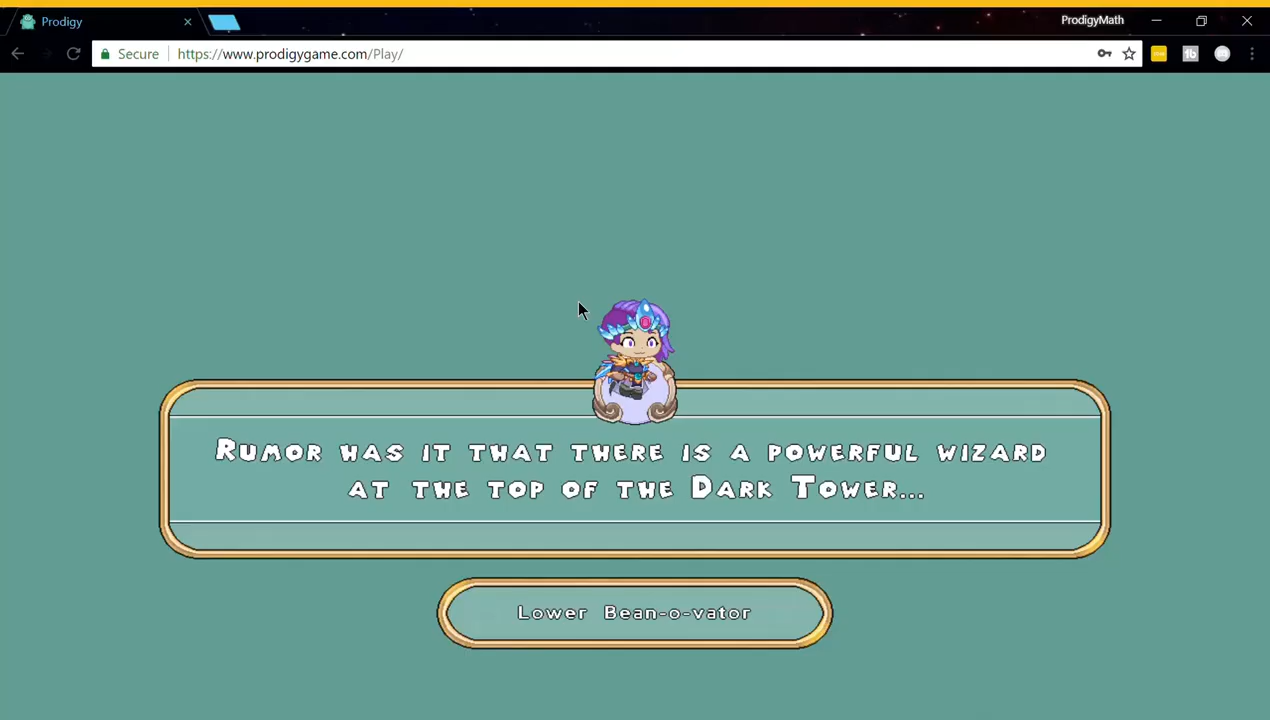 Prodigy
ProdigyMath
Secure https://www.prodigygame.com/Play/
Rumor has it that there is a powerful wizard
at the top of the Dark Tower...
Lower Bean-o-vator